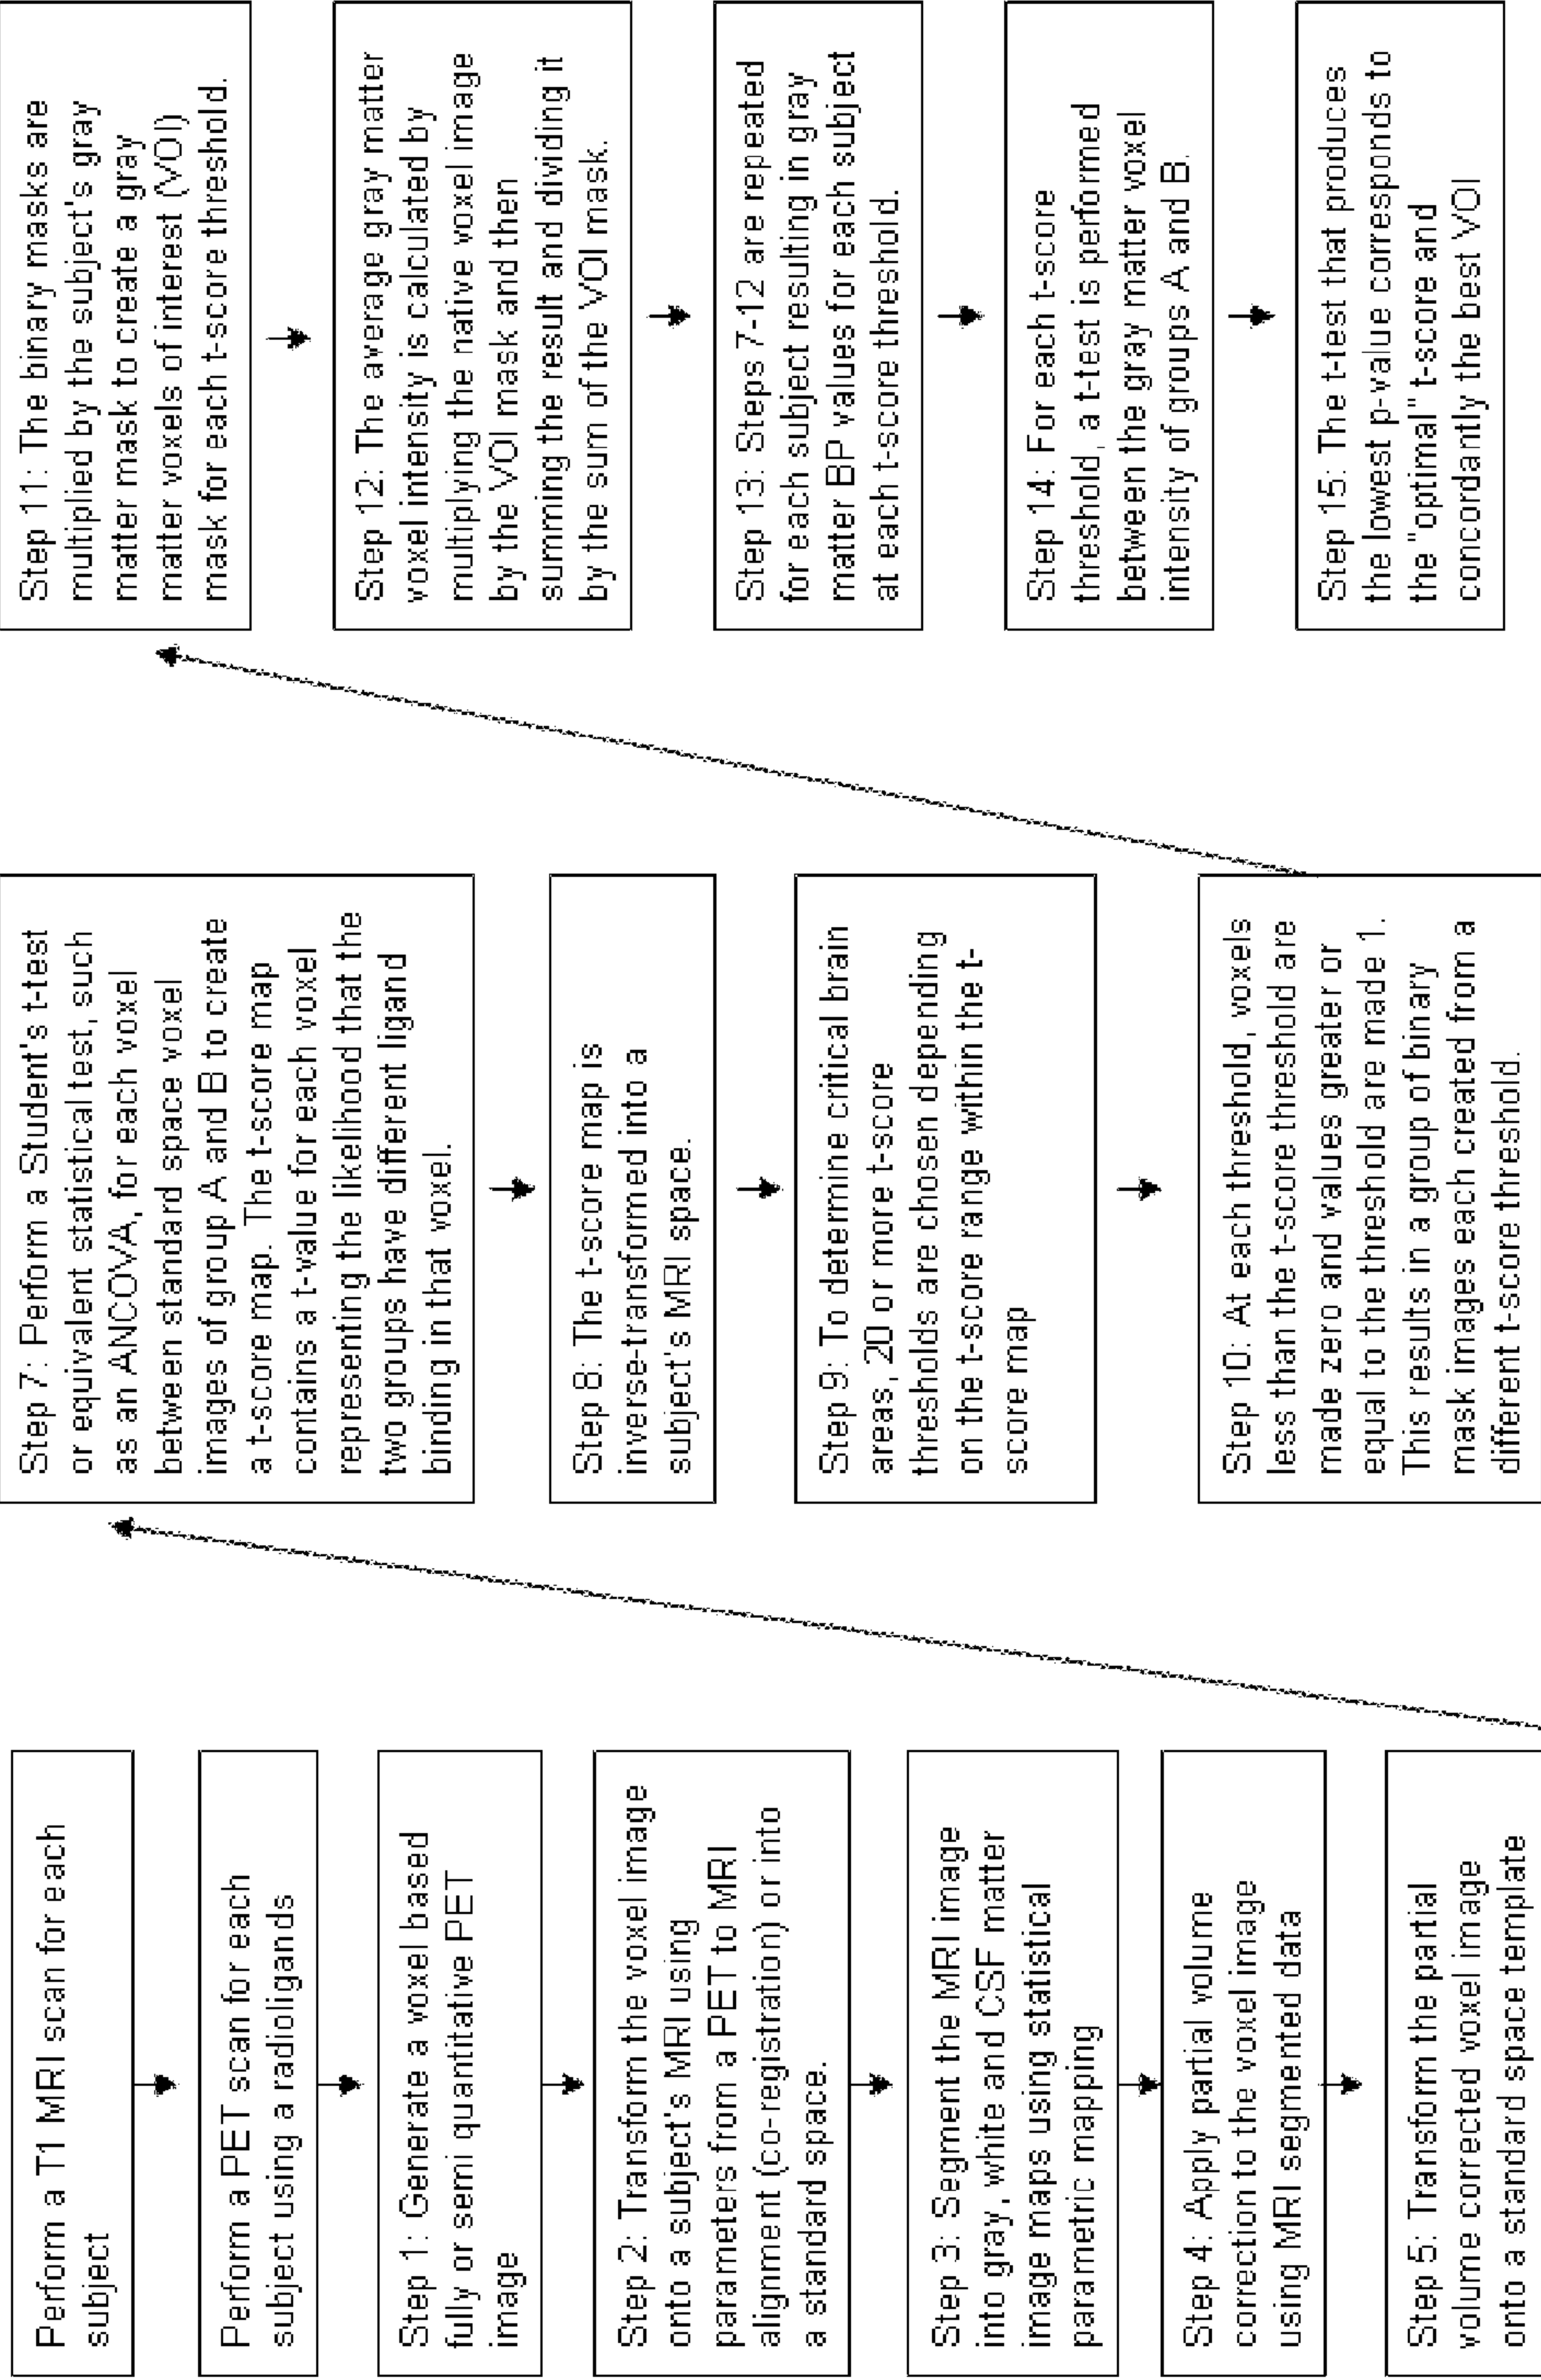 Perform a T1 MRI scan for each
subject
Perform a PET scan for each
subject using a radioligands
Step 1: Generate a voxel based
fully or semi quantitative PET
image
Step 2: Transform the voxel image
onto a subject's MRI using
parameters from a PET to MRI
alignment (co-registration) or into
a standard space.
Step 3: Segment the MRI image
into gray, white and CSF matter
image maps using statistical
parametric mapping
Step 4: Apply partial volume
correction to the voxel image
using MRI segmented data
Step 5: Transform the partial
volume corrected voxel image
onto a standard space template
Step 7: Perform a Student's t-test
or equivalent statistical test, such
as an ANCOVA, for each voxel
between standard space voxel
images of group A and B to create
a t-score map. The t-score map
contains a t-value for each voxel
representing the likelihood that the
two groups have different ligand
binding in that voxel.
Step 8: The t-score map is
inverse-transformed into a
subject's MRI space.
Step 9: To determine critical brain
areas, 20 or more t-score
thresholds are chosen depending
on the t-score range within the t-
score map
Step 10: At each threshold, voxels
less than the t-score threshold are
made zero and values greater or
equal to the threshold are made 1.
This results in a group of binary
mask images each created from a
different t-score threshold.
Step 11: The binary masks are
multiplied by the subject's gray
matter mask to create a gray
matter voxels of interest (VOI)
mask for each t-score threshold.
Step 12: The average gray matter
voxel intensity is calculated by
multiplying the native voxel image
by the VOI mask and then
summing the result and dividing it
by the sum of the VOI mask.
Step 13: Steps 7-12 are repeated
for each subject resulting in gray
matter BP values for each subject
at each t-score threshold.
Step 14: For each t-score
threshold, a t-test is performed
between the gray matter voxel
intensity of groups A and B.
Step 15: The t-test that produces
the lowest p-value corresponds to
the "optimal" t-score and
concordantly the best VOI